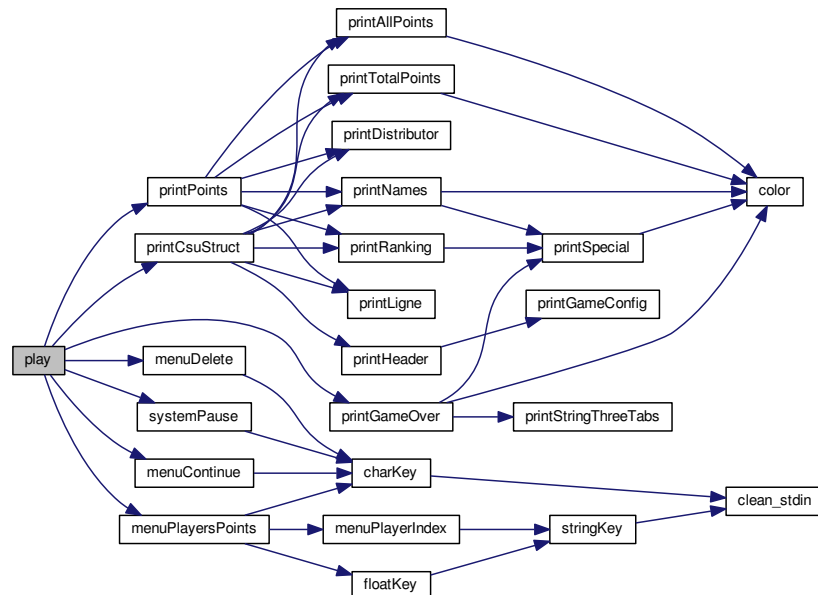 printAllPoints
printTotalPoints
printDistributor
printPoints
printNames
color
printCsuStruct
printRanking
printSpecial
printLigne
printGameConfig
play
menuDelete
printHeader
systemPause
printGameOver
printStringThreeTabs
menuContinue
charKey
clean_stdin
menuPlayersPoints
menuPlayerIndex
stringKey
floatKey